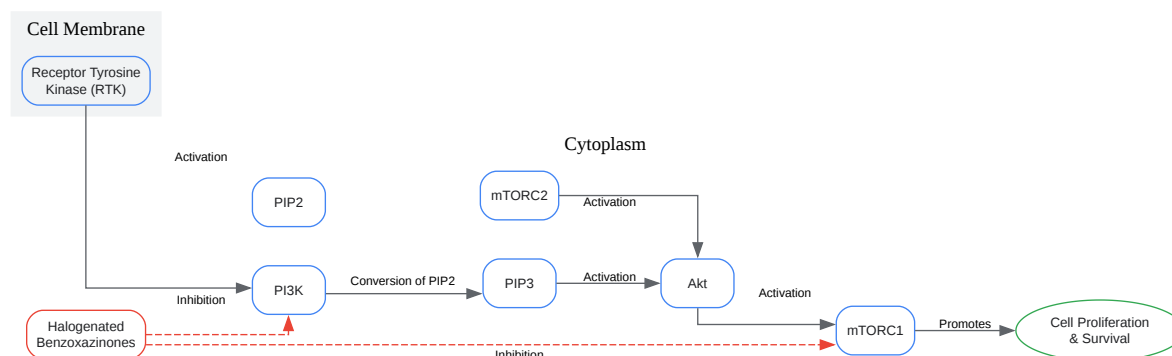 Cell Membrane
Receptor Tyrosine
Kinase (RTK)
Cytoplasm
Activation
PIP2
mTORC2
Activation
PI3K
Conversion of PIP2
PIP3
Activation
Akt
Inhibition
Activation
Halogenated
Benzoxazinones
mTORC1
Promotes
Cell Proliferation
& Survival
Inhibition